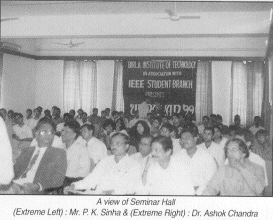 BIRLA INSTITUTE OF TECHNOLOGY
IN ASSOCIATION WITH
IEEE STUDENT BRANCH
PRESENTS
A view of Seminar Hall
(Extreme Left) : Mr. P. K. Sinha & (Extreme Right) : Dr. Ashok Chandra